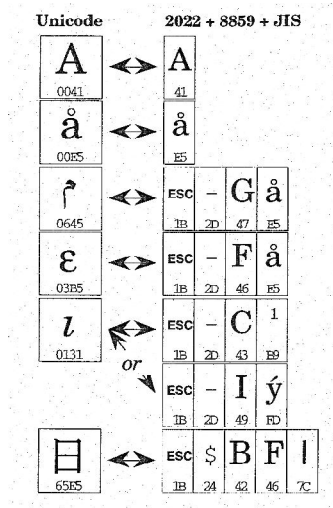 Unicode 2022 + 8859 + JIS
A A
0041 41
å å
00E5 E5
م ESC – G å
0645 1B 2D 47 E5
ε ESC – F å
03B5 1B 2D 46 E5
ı ESC – C ¹
0131 1B 2D 43 B9
or
ESC – I ý
1B 2D 49 FD
日 ESC $ B F |
65E5 1B 24 42 46 7C